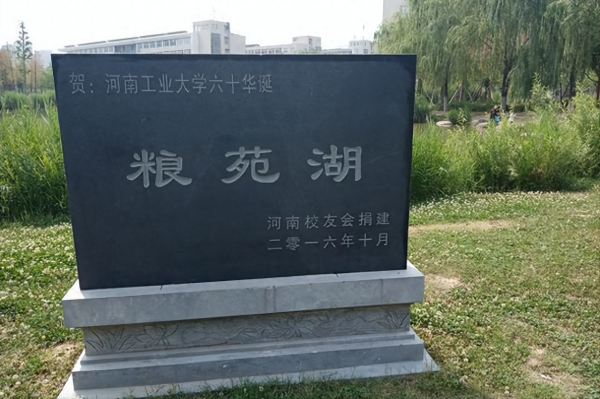 贺：河南工业大学六十华诞
粮苑湖
河南校友会捐建
二零一六年十月